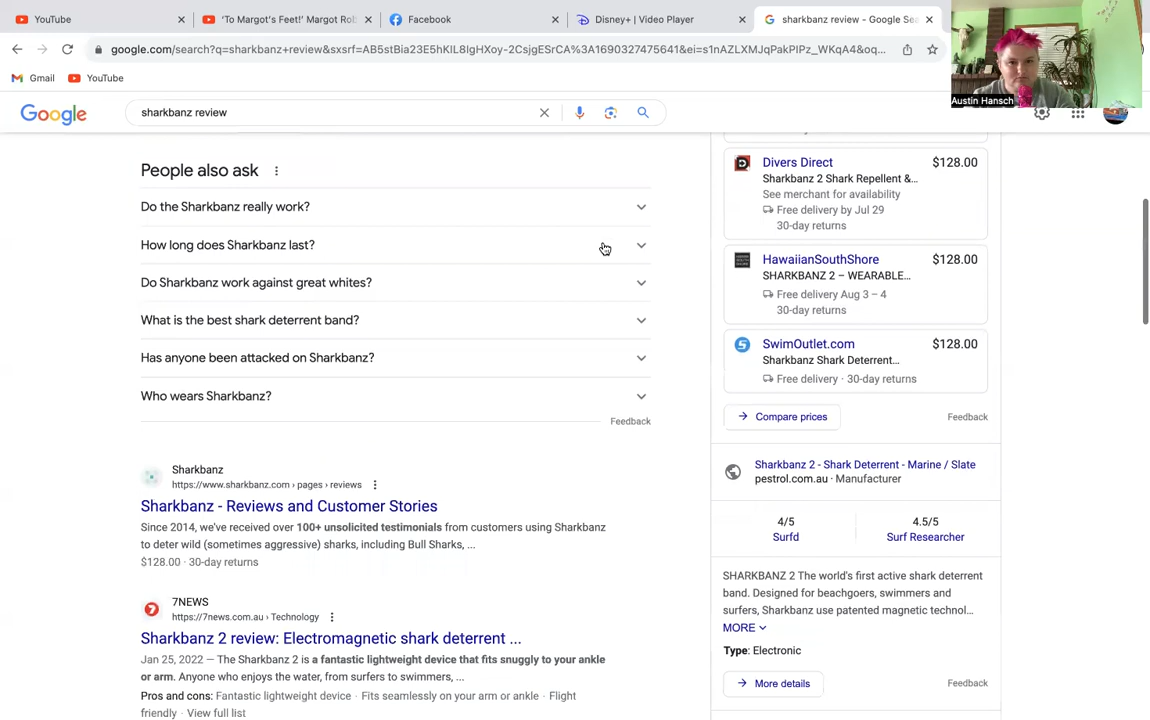 YouTube
'To Margot's Feet!' Margot Rol
Facebook
Disney+ | Video Player
sharkbanz review - Google Sea
google.com/search?q=sharkbanz+review&sxsrf=AB5stBia23E5hKIL8IgHXoy-2CsjgESrCA%3A1690327475641&ei=s1nAZLXMJqPakPIPz_WKqA4&oq...
Gmail
YouTube
Austin Hansch
Google
sharkbanz review
People also ask
Do the Sharkbanz really work?
How long does Sharkbanz last?
Do Sharkbanz work against great whites?
What is the best shark deterrent band?
Has anyone been attacked on Sharkbanz?
Who wears Sharkbanz?
Feedback
Sharkbanz
https://www.sharkbanz.com › pages › reviews
Sharkbanz - Reviews and Customer Stories
Since 2014, we've received over 100+ unsolicited testimonials from customers using Sharkbanz
to deter wild (sometimes aggressive) sharks, including Bull Sharks, ...
$128.00 · 30-day returns
7NEWS
https://7news.com.au › Technology
Sharkbanz 2 review: Electromagnetic shark deterrent ...
Jan 25, 2022 — The Sharkbanz 2 is a fantastic lightweight device that fits snuggly to your ankle
or arm. Anyone who enjoys the water, from surfers to swimmers, ...
Pros and cons: Fantastic lightweight device · Fits seamlessly on your arm or ankle · Flight
friendly · View full list
Divers Direct $128.00
Sharkbanz 2 Shark Repellent &...
See merchant for availability
Free delivery by Jul 29
30-day returns
HawaiianSouthShore $128.00
SHARKBANZ 2 – WEARABLE...
Free delivery Aug 3 – 4
30-day returns
SwimOutlet.com $128.00
Sharkbanz Shark Deterrent...
Free delivery · 30-day returns
Compare prices
Feedback
Sharkbanz 2 - Shark Deterrent - Marine / Slate
pestrol.com.au · Manufacturer
4/5 4.5/5
Surfd Surf Researcher
SHARKBANZ 2 The world's first active shark deterrent
band. Designed for beachgoers, swimmers and
surfers, Sharkbanz use patented magnetic technol...
MORE
Type: Electronic
More details
Feedback